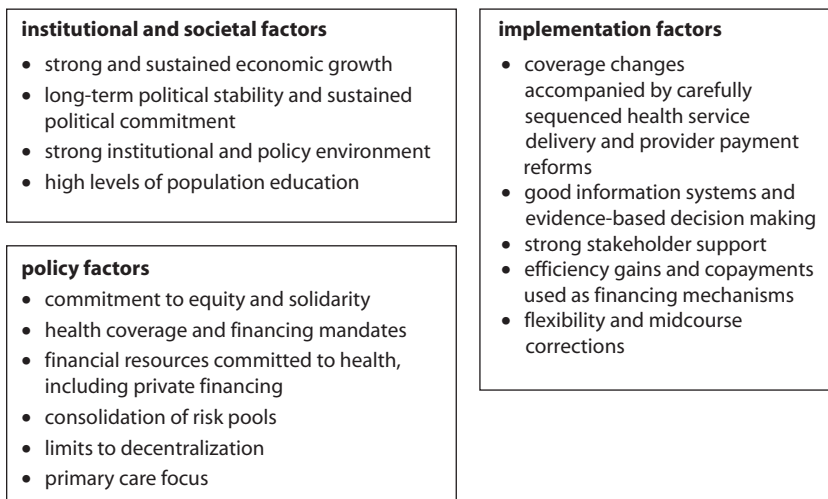 institutional and societal factors
• strong and sustained economic growth
• long-term political stability and sustained
political commitment
• strong institutional and policy environment
• high levels of population education
policy factors
• commitment to equity and solidarity
• health coverage and financing mandates
• financial resources committed to health,
including private financing
• consolidation of risk pools
• limits to decentralization
• primary care focus
implementation factors
• coverage changes
accompanied by carefully
sequenced health service
delivery and provider payment
reforms
• good information systems and
evidence-based decision making
• strong stakeholder support
• efficiency gains and copayments
used as financing mechanisms
• flexibility and midcourse
corrections